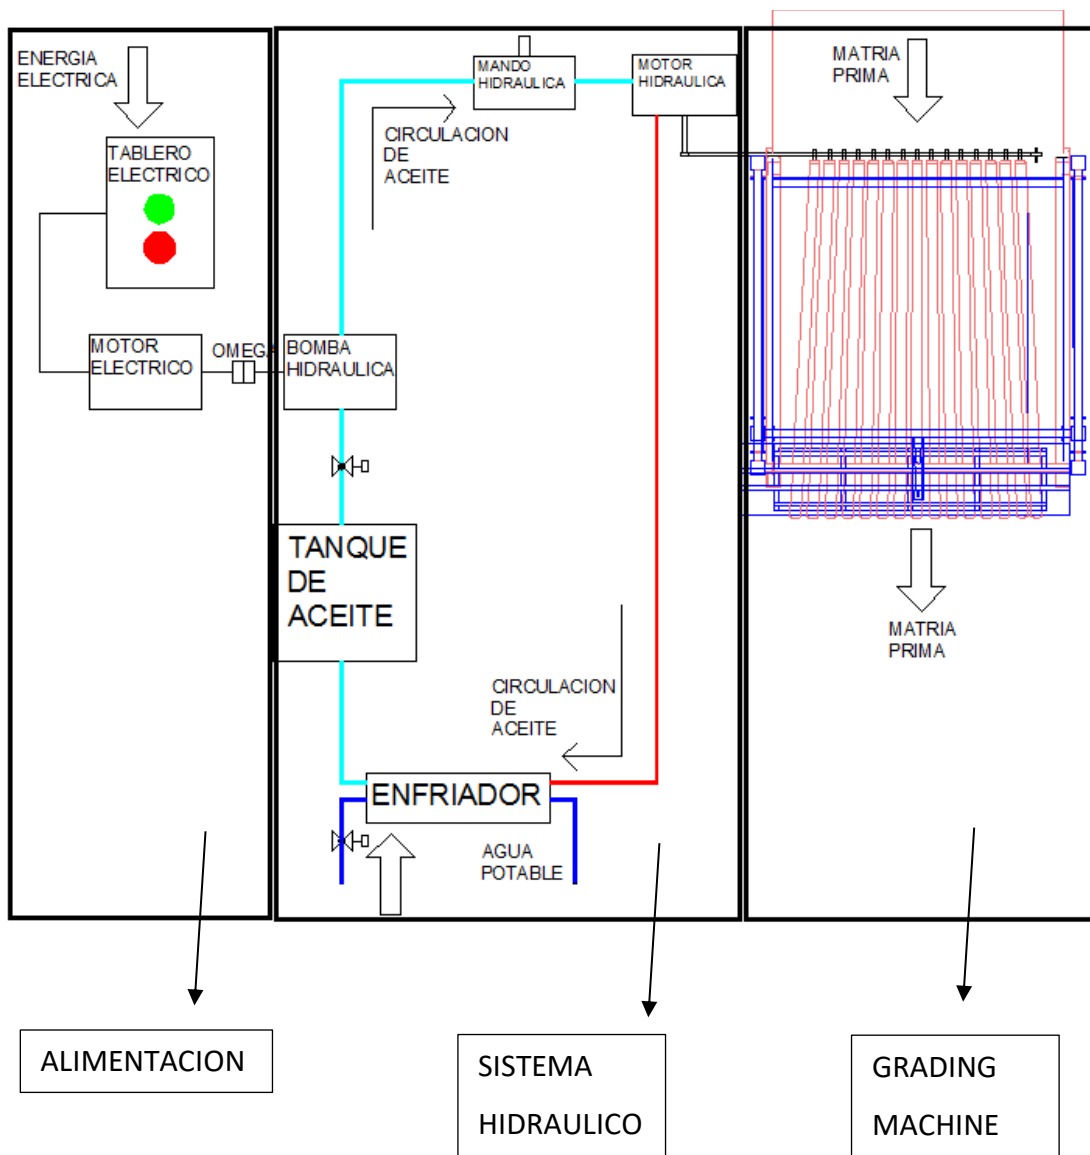 ENERGIA
ELECTRICA
TABLERO
ELECTRICO
MOTOR
ELECTRICO
OMEGA
BOMBA
HIDRAULICA
MANDO
HIDRAULICA
MOTOR
HIDRAULICA
CIRCULACION
DE
ACEITE
TANQUE
DE
ACEITE
CIRCULACION
DE
ACEITE
ENFRIADOR
AGUA
POTABLE
MATRIA
PRIMA
MATRIA
PRIMA
ALIMENTACION
SISTEMA
HIDRAULICO
GRADING
MACHINE